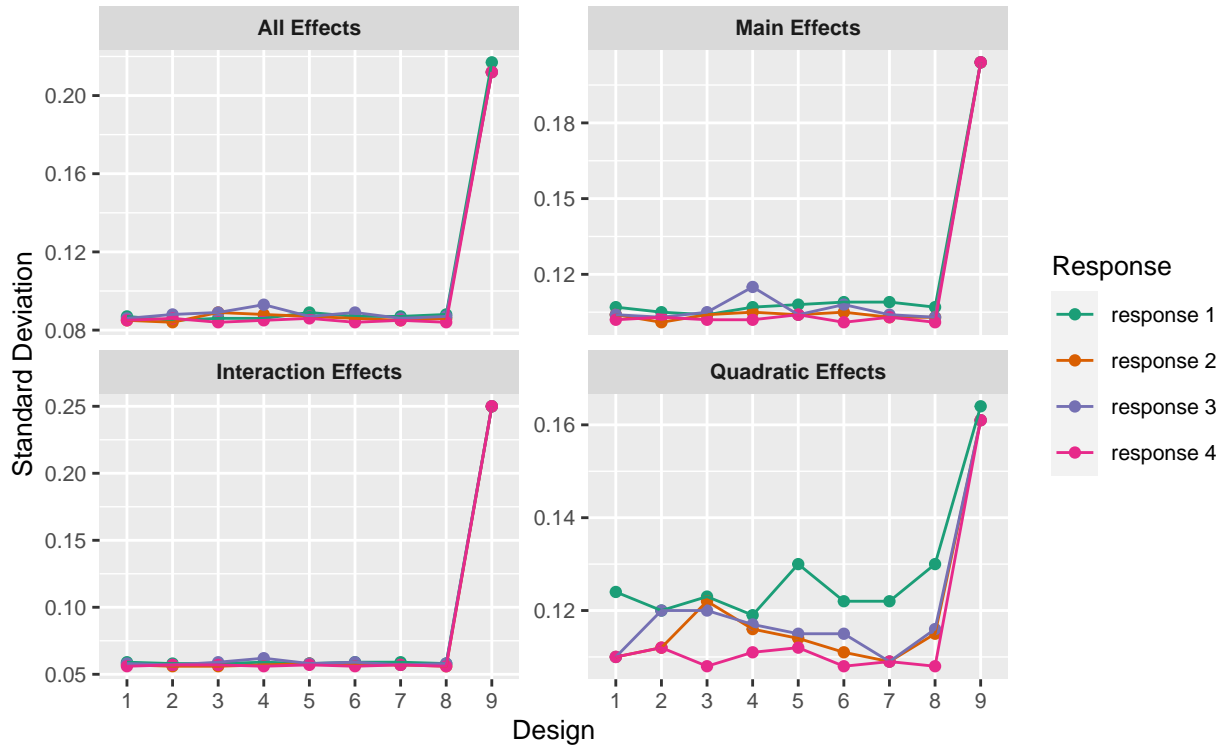 All Effects
Main Effects
0.20
0.16
0.12
0.08
0.18
0.15
0.12
Interaction Effects
Quadratic Effects
0.25
0.20
0.15
0.10
0.05
0.16
0.14
0.12
1 2 3 4 5 6 7 8 9
1 2 3 4 5 6 7 8 9
Design
Standard Deviation
Response
response 1
response 2
response 3
response 4